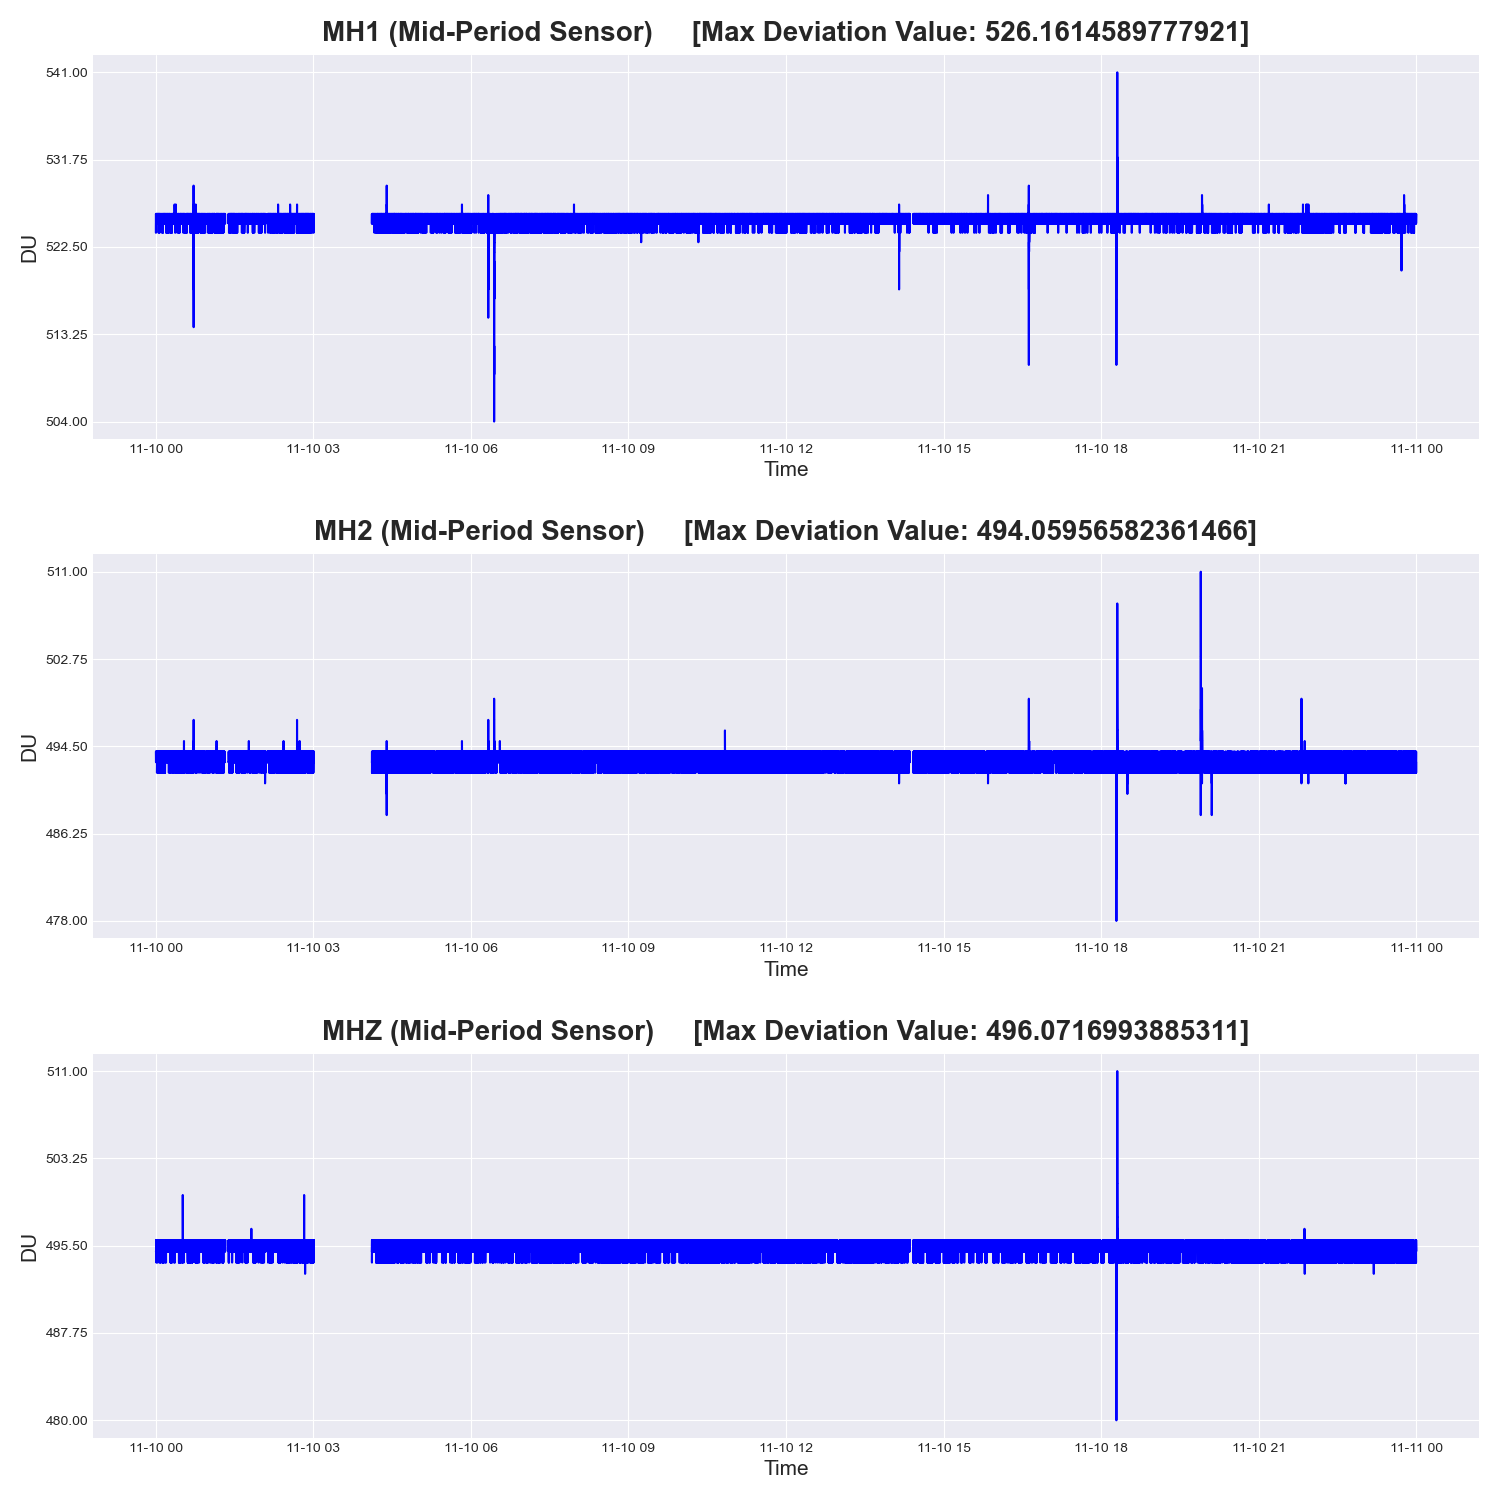 MH1 (Mid-Period Sensor) [Max Deviation Value: 526.1614589777921]
541.00
531.75
522.50
513.25
504.00
DU
11-10 00 11-10 03 11-10 06 11-10 09 11-10 12 11-10 15 11-10 18 11-10 21 11-11 00
Time
MH2 (Mid-Period Sensor) [Max Deviation Value: 494.05956582361466]
511.00
502.75
494.50
486.25
478.00
DU
11-10 00 11-10 03 11-10 06 11-10 09 11-10 12 11-10 15 11-10 18 11-10 21 11-11 00
Time
MHZ (Mid-Period Sensor) [Max Deviation Value: 496.0716993885311]
511.00
503.25
495.50
487.75
480.00
DU
11-10 00 11-10 03 11-10 06 11-10 09 11-10 12 11-10 15 11-10 18 11-10 21 11-11 00
Time